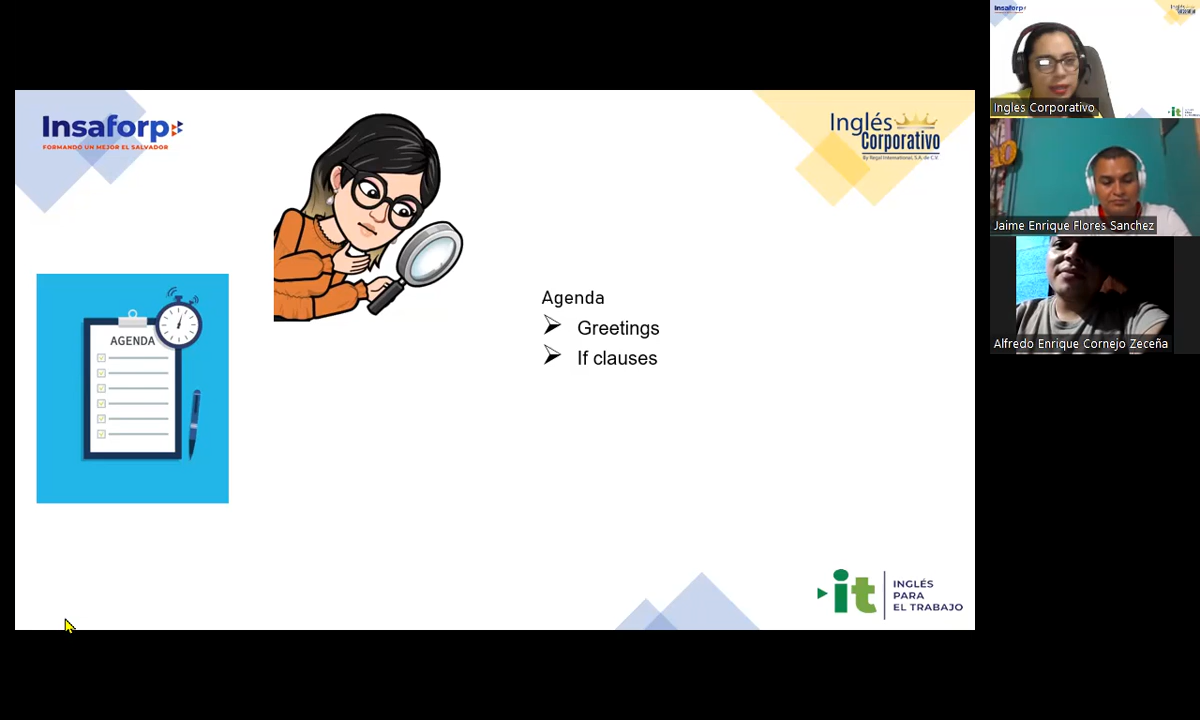 Insaforp
FORMANDO UN MEJOR EL SALVADOR
Inglés
Corporativo
By Regal International, S.A. de C.V.
AGENDA
Agenda
Greetings
If clauses
it
INGLÉS
PARA
EL TRABAJO
Insaforp
Ingles Corporativo
Jaime Enrique Flores Sanchez
Alfredo Enrique Cornejo Zeceña